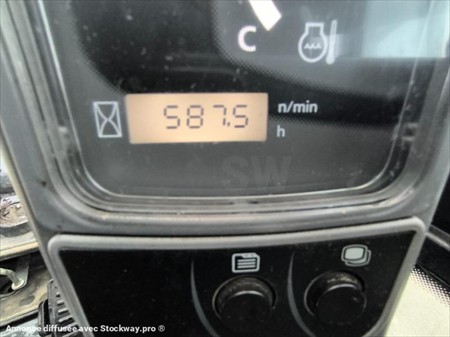 C
587.5 n/min
h
SW
Annonce diffusée avec Stockway.pro ®